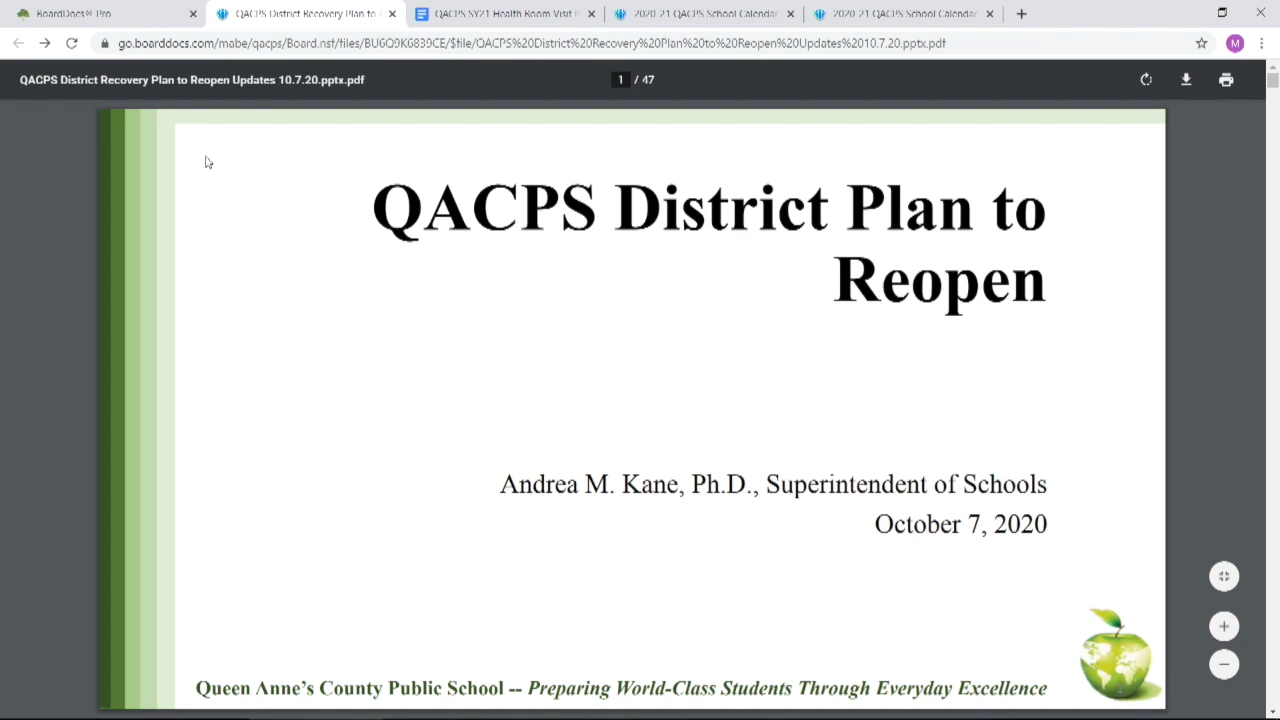 BoardDocs® Pro
QACPS District Recovery Plan to
QACPS SY21 Health Room Visit
2020-21 QACPS School Calendar
2020-21 QACPS School Calendar
go.boarddocs.com/mabe/qacps/Board.nsf/files/BU6Q9K6839CE/$file/QACPS%20District%20Recovery%20Plan%20to%20Reopen%20Updates%2010.7.20.pptx.pdf
M
QACPS District Recovery Plan to Reopen Updates 10.7.20.pptx.pdf
1 / 47
QACPS District Plan to
Reopen
Andrea M. Kane, Ph.D., Superintendent of Schools
October 7, 2020
Queen Anne's County Public School -- Preparing World-Class Students Through Everyday Excellence